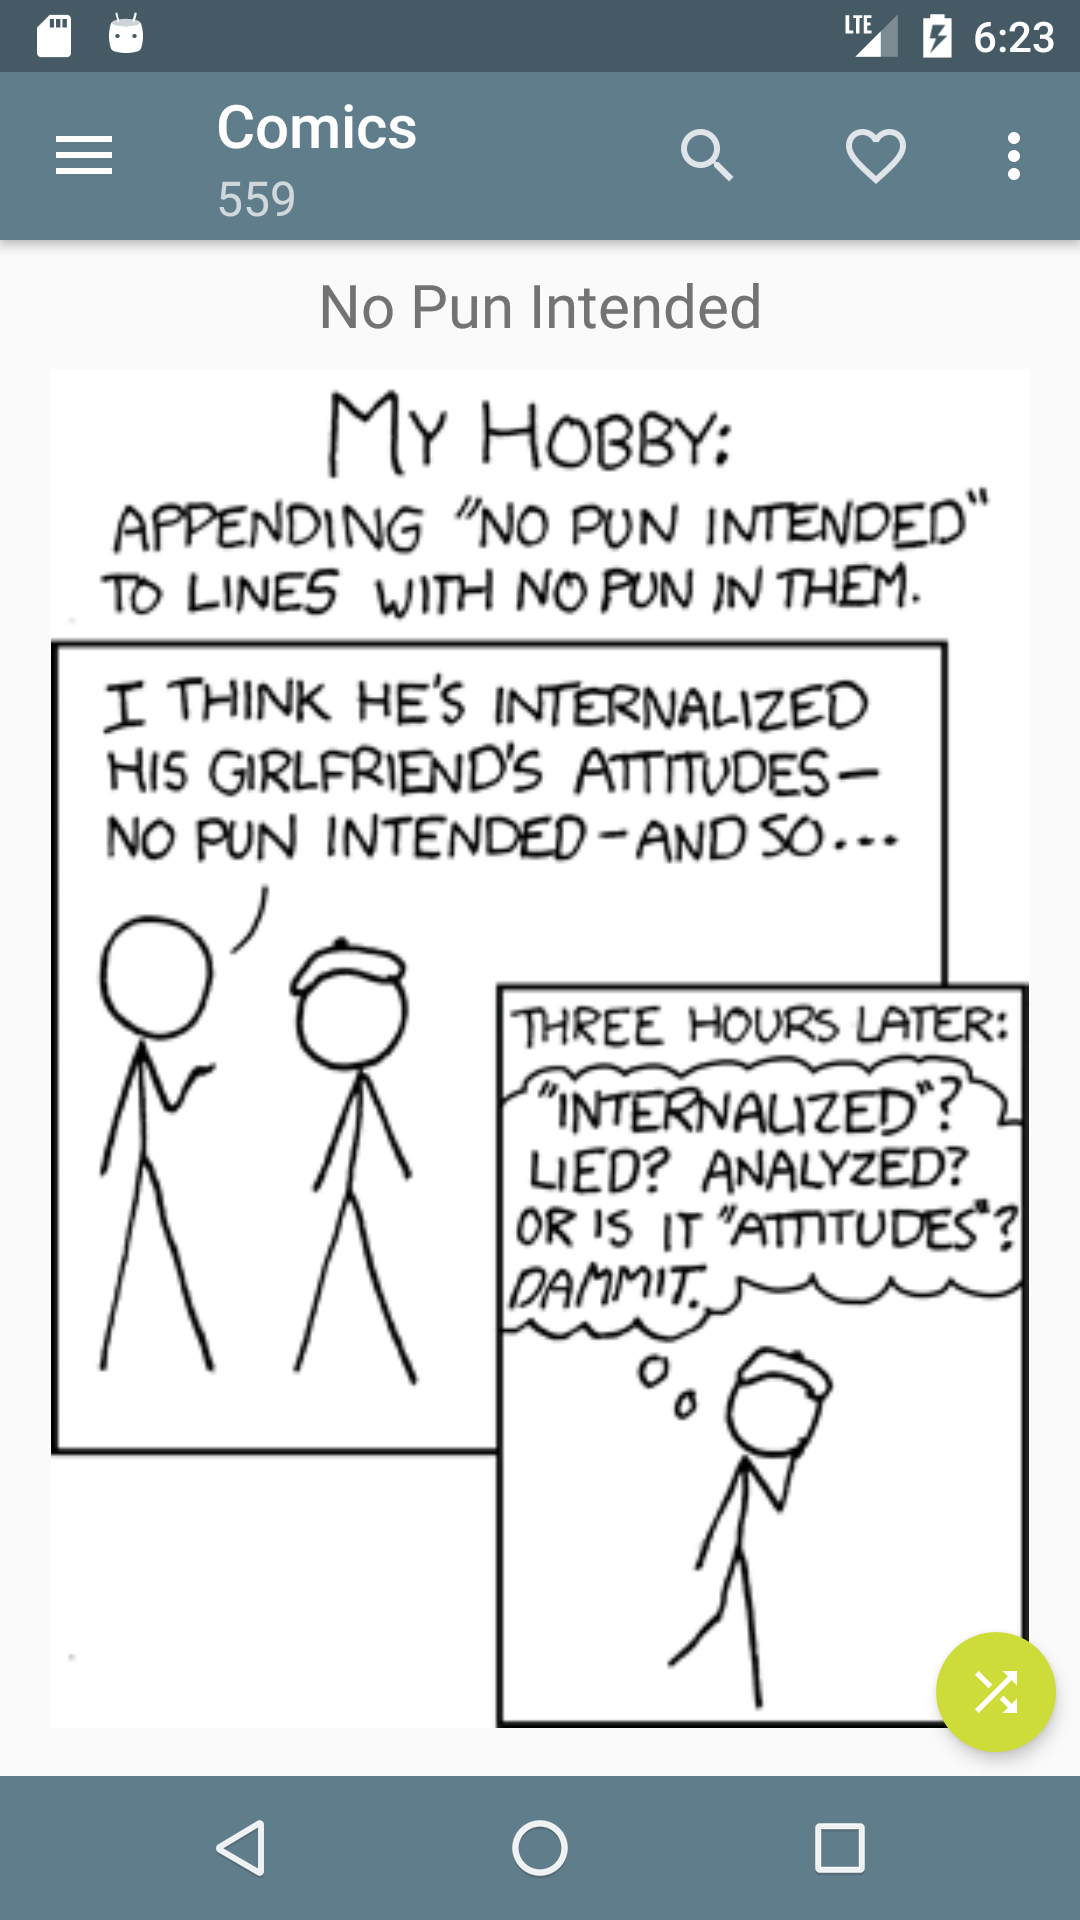 LTE 6:23
Comics
559
No Pun Intended
MY HOBBY:
APPENDING "NO PUN INTENDED"
TO LINES WITH NO PUN IN THEM.
I THINK HE'S INTERNALIZED
HIS GIRLFRIEND'S ATTITUDES—
NO PUN INTENDED-AND SO...
THREE HOURS LATER:
"INTERNALIZED"?
LIED? ANALYZED?
OR IS IT "ATTITUDES"?
DAMMIT.